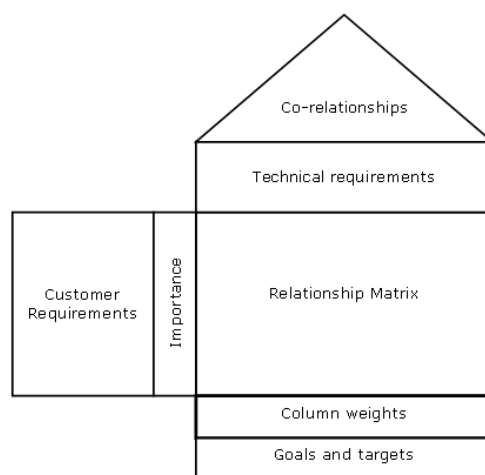 Co-relationships
Technical requirements
Customer
Requirements
Importance
Relationship Matrix
Column weights
Goals and targets